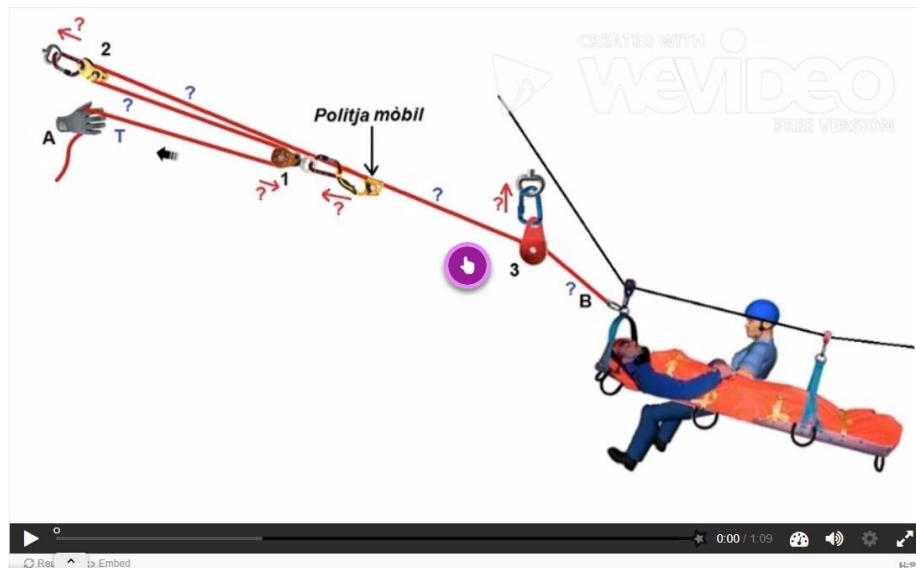 CREATED WITH
WEVIDEO
FREE VERSION
?
2
?
?
A
T
Politja mòbil
1
?
?
?
?
3
?
B
0:00 / 1:09
Embed